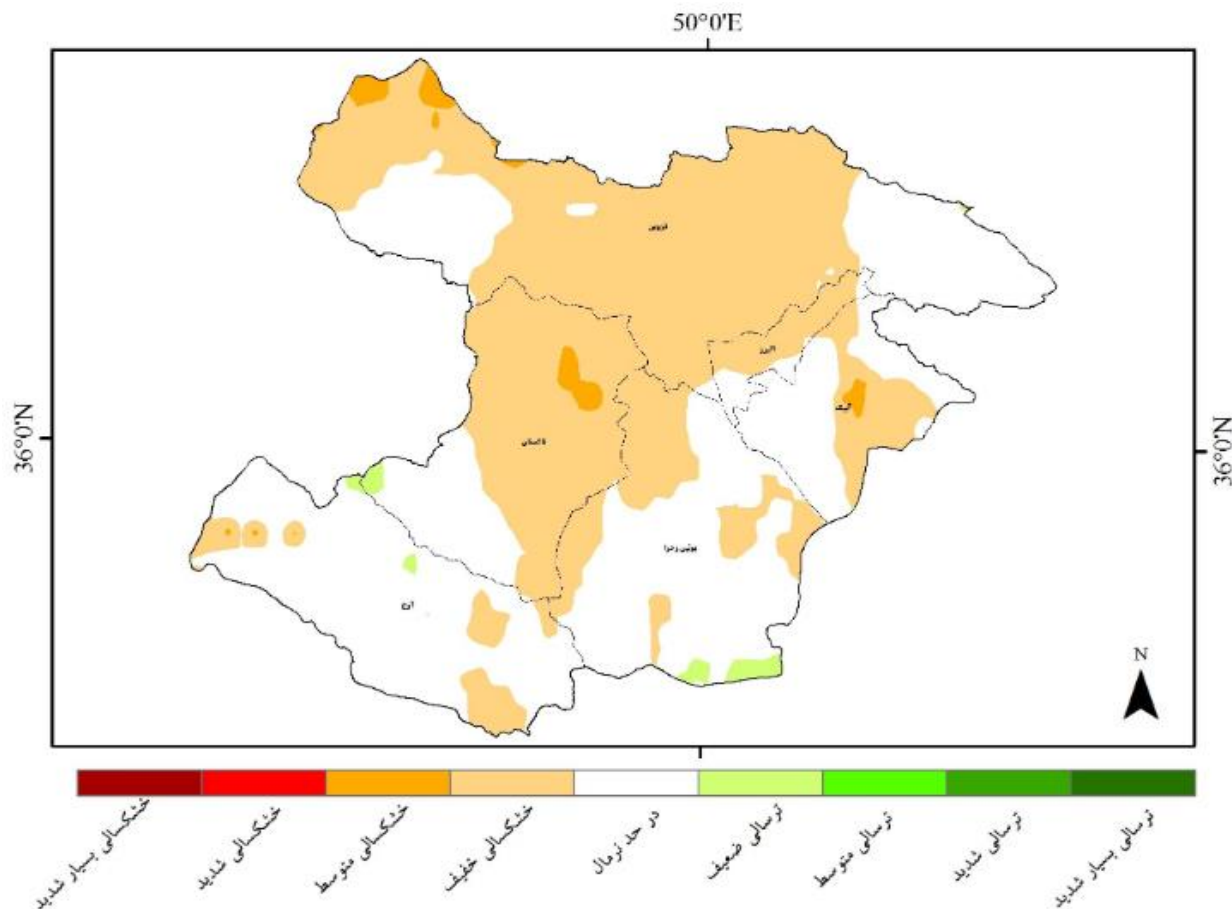 50°0'E
36°0'N
36°0'N
قزوین
البرز
آبیک
تاکستان
بوئین زهرا
آوج
N
خشکسالی بسیار شدید
خشکسالی شدید
خشکسالی متوسط
خشکسالی خفیف
در حد نرمال
ترسالی ضعیف
ترسالی متوسط
ترسالی شدید
ترسالی بسیار شدید